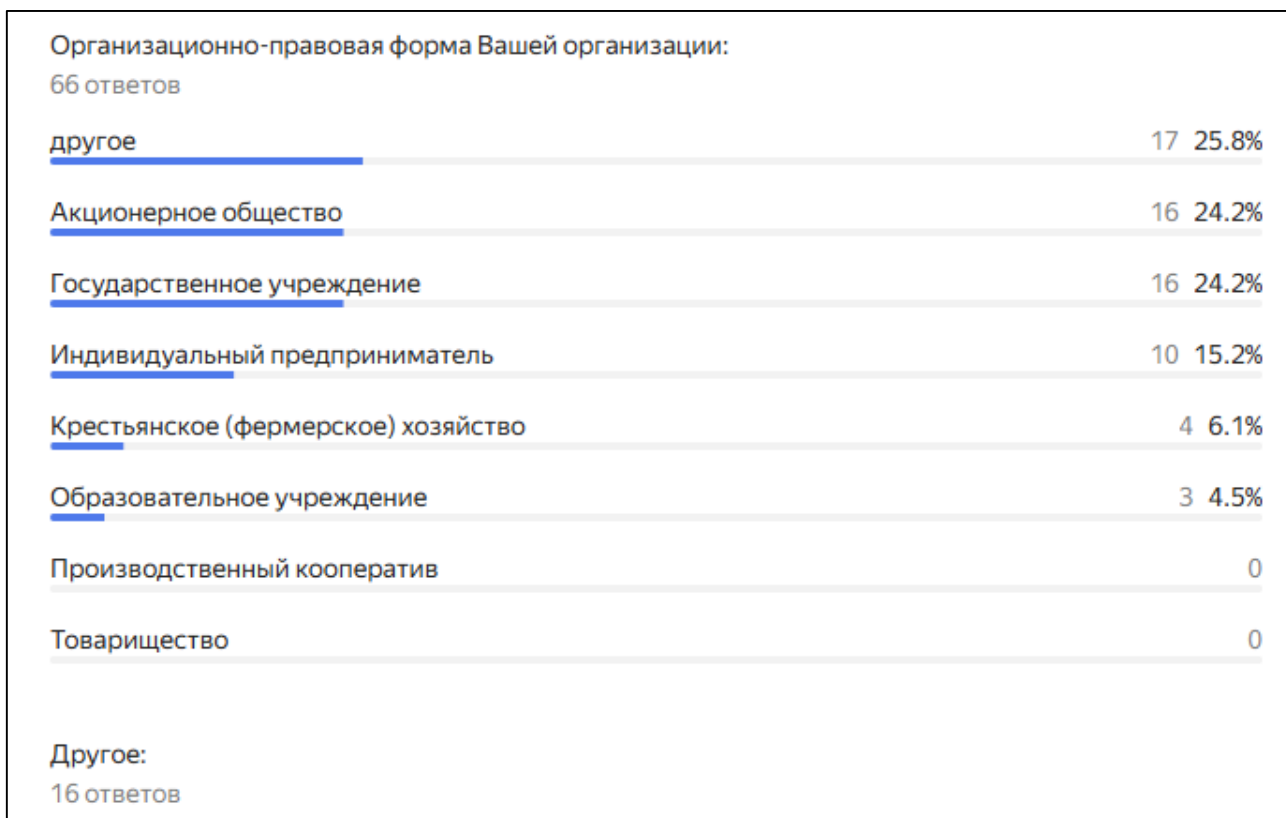 Организационно-правовая форма Вашей организации:
66 ответов
другое 17 25.8%
Акционерное общество 16 24.2%
Государственное учреждение 16 24.2%
Индивидуальный предприниматель 10 15.2%
Крестьянское (фермерское) хозяйство 4 6.1%
Образовательное учреждение 3 4.5%
Производственный кооператив 0
Товарищество 0
Другое:
16 ответов